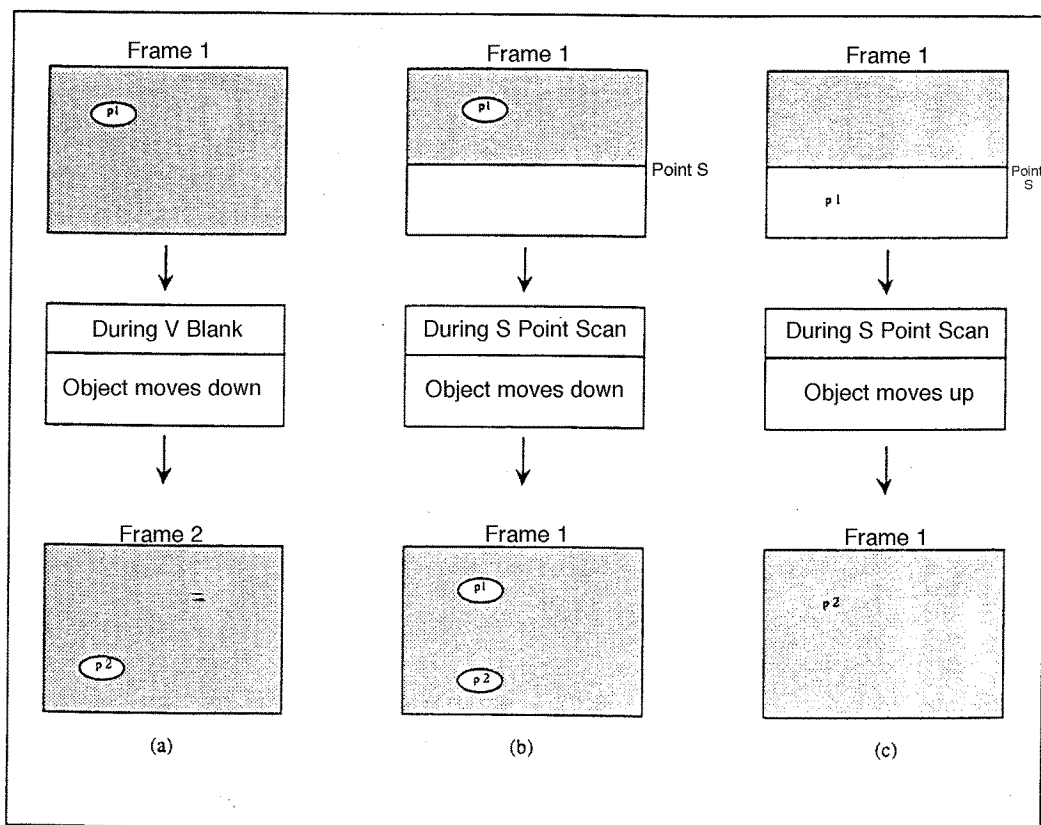 Frame 1
p1
During V Blank
Object moves down
Frame 2
p2
(a)
Frame 1
p1
Point S
During S Point Scan
Object moves down
Frame 1
p1
p2
(b)
Frame 1
Point
S
p1
During S Point Scan
Object moves up
Frame 1
p2
(c)